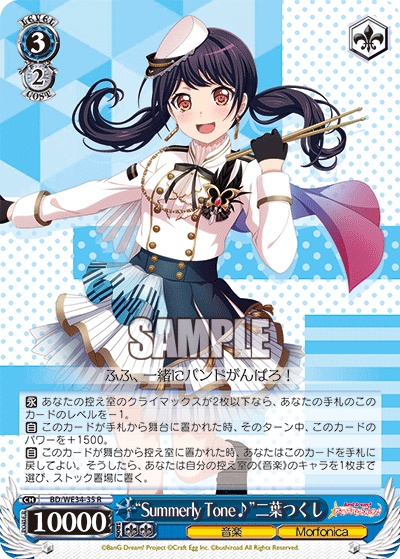 LEVEL
3
2
COST
SAMPLE
ふふ、一緒にバンドがんばろ！
永 あなたの控え室のクライマックスが2枚以下なら、あなたの手札のこの
カードのレベルを－1。
自 このカードが手札から舞台に置かれた時、そのターン中、このカードの
パワーを＋1500。
自 このカードが舞台から控え室に置かれた時、あなたはこのカードを手札に
戻してよい。そうしたら、あなたは自分の控え室の《音楽》のキャラを1枚まで
選び、ストック置場に置く。
CH
BD/WE34-35 R
10000
“Summerly Tone♪”二葉つくし
音楽
Morfonica
©BanG Dream! Project ©Craft Egg Inc. ©bushiroad All Rights Reserved.